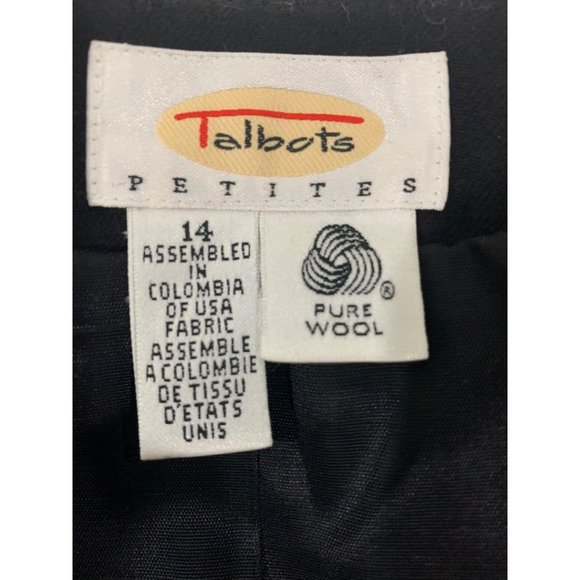 Talbots
PETITES
14
ASSEMBLED
IN
COLOMBIA
OF USA
FABRIC
ASSEMBLE
A COLOMBIE
DE TISSU
D'ETATS
UNIS
®
PURE
WOOL